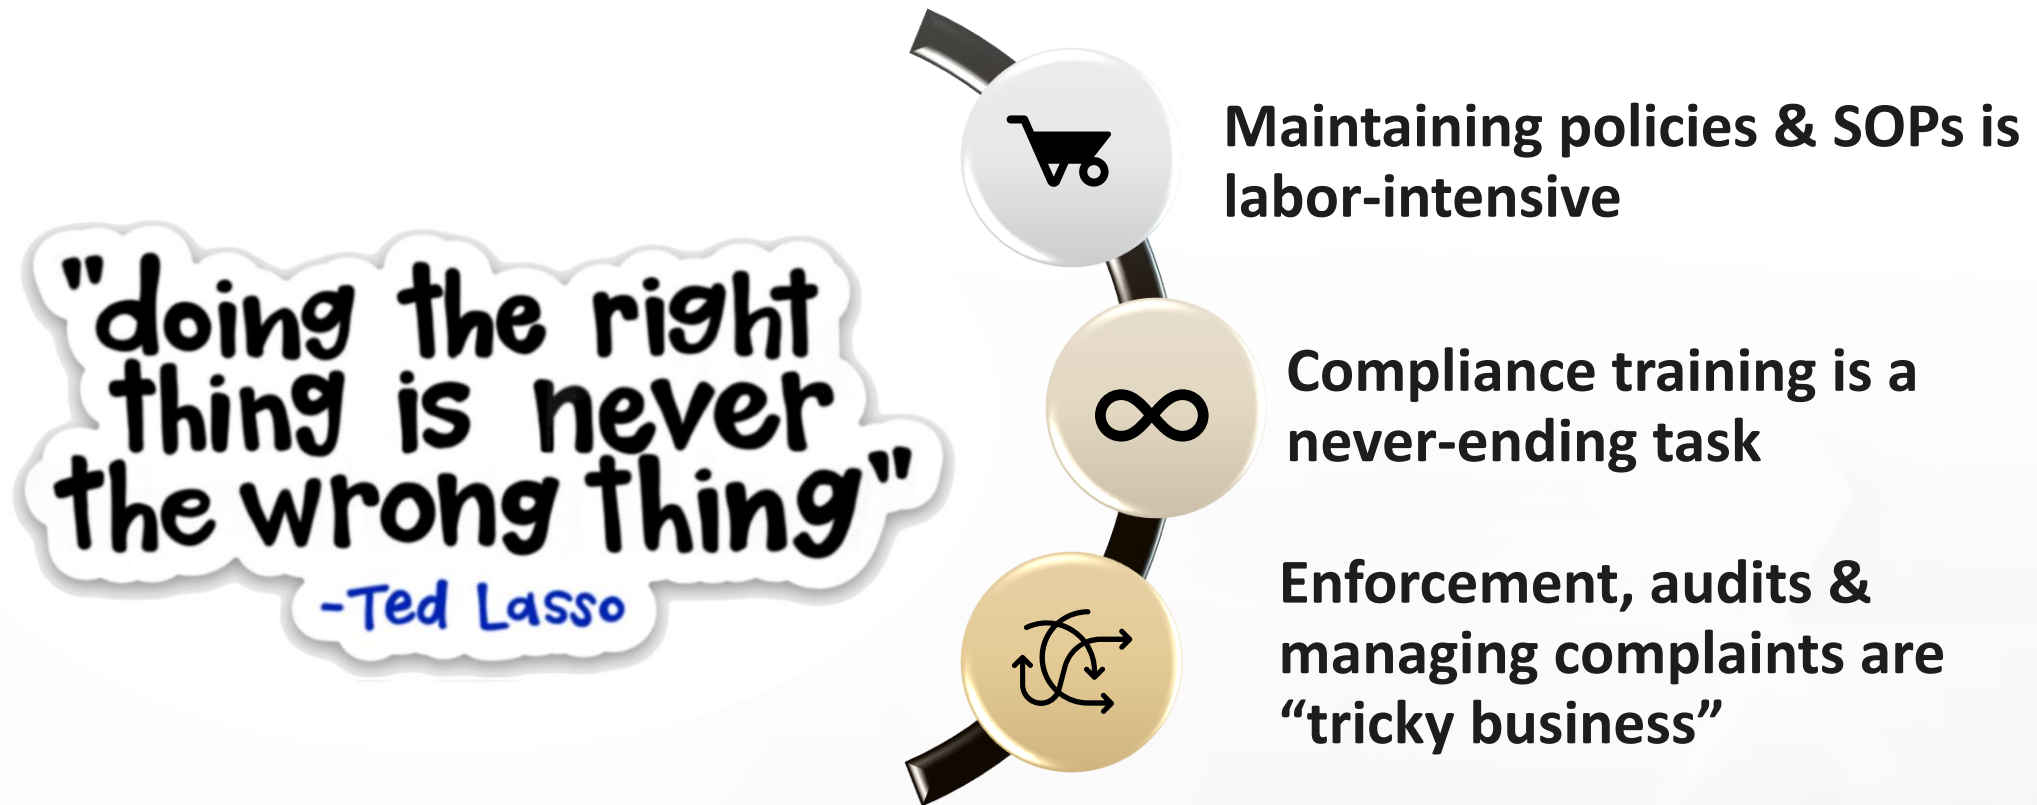 "doing the right
thing is never
the wrong thing"
-Ted Lasso
Maintaining policies & SOPs is
labor-intensive
Compliance training is a
never-ending task
Enforcement, audits &
managing complaints are
“tricky business”